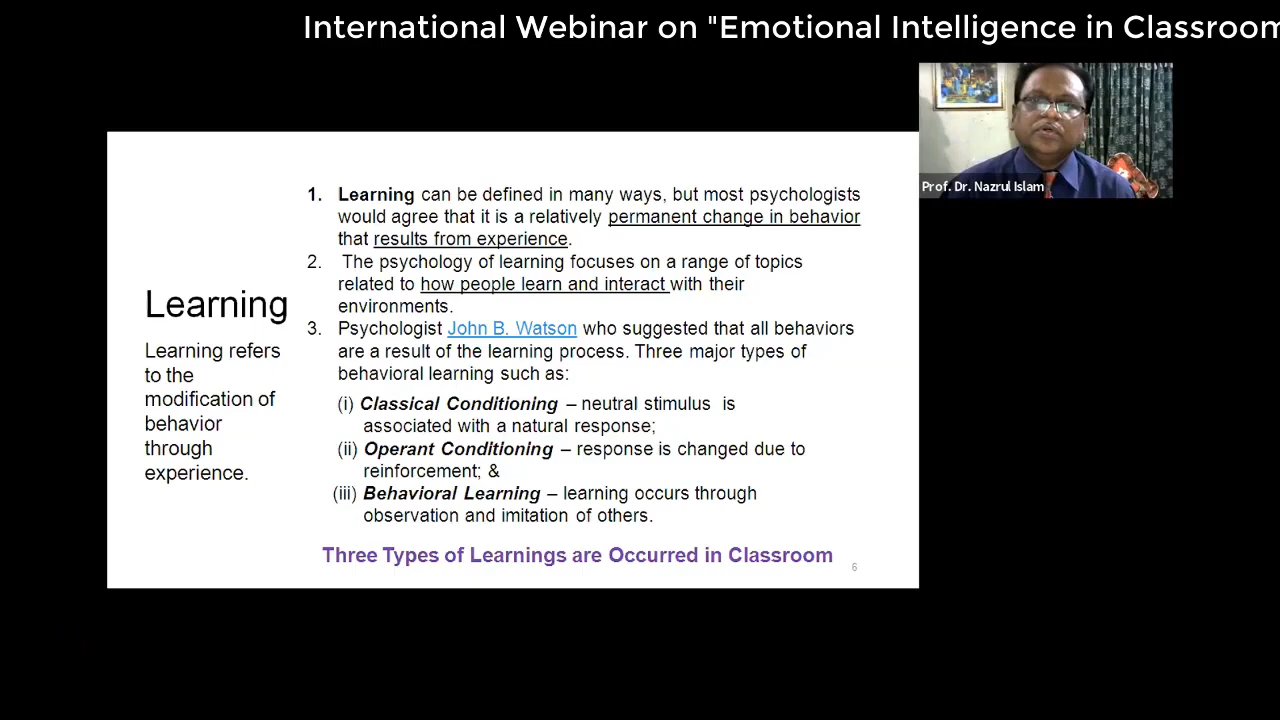 International Webinar on "Emotional Intelligence in Classroom
Prof. Dr. Nazrul Islam
Learning
Learning refers
to the
modification of
behavior
through
experience.
1. Learning can be defined in many ways, but most psychologists
would agree that it is a relatively permanent change in behavior
that results from experience.
2. The psychology of learning focuses on a range of topics
related to how people learn and interact with their
environments.
3. Psychologist John B. Watson who suggested that all behaviors
are a result of the learning process. Three major types of
behavioral learning such as:
(i) Classical Conditioning – neutral stimulus is
associated with a natural response;
(ii) Operant Conditioning – response is changed due to
reinforcement; &
(iii) Behavioral Learning – learning occurs through
observation and imitation of others.
Three Types of Learnings are Occurred in Classroom
6